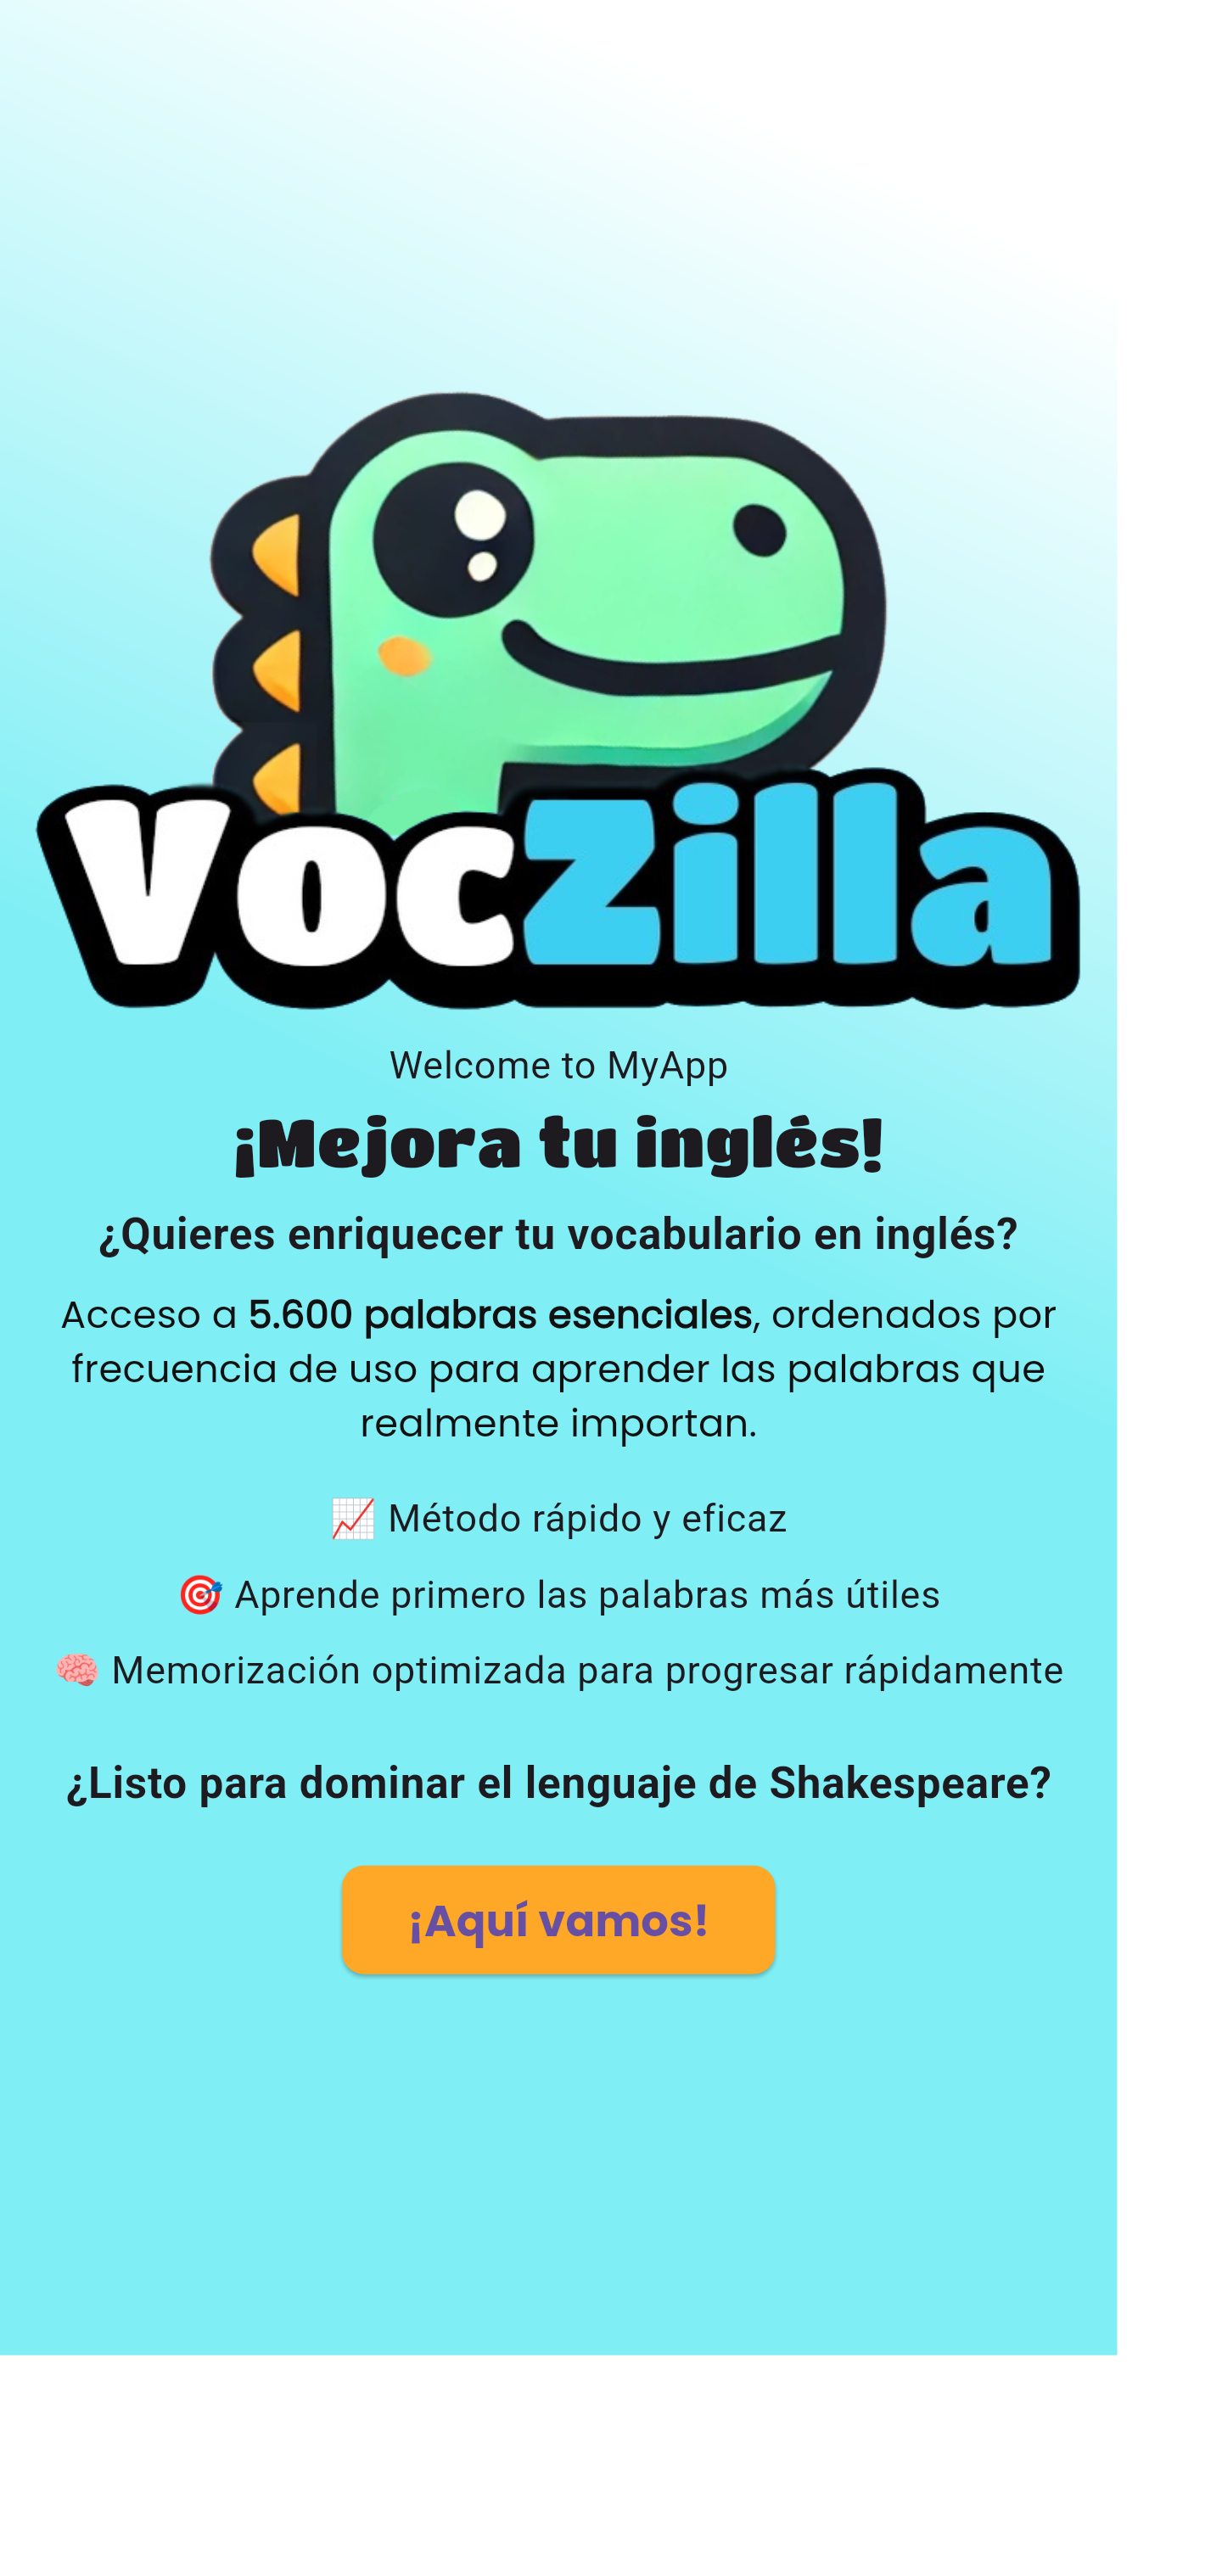 VocZilla
Welcome to MyApp
¡Mejora tu inglés!
¿Quieres enriquecer tu vocabulario en inglés?
Acceso a 5.600 palabras esenciales, ordenados por
frecuencia de uso para aprender las palabras que
realmente importan.
📈 Método rápido y eficaz
🎯 Aprende primero las palabras más útiles
🧠 Memorización optimizada para progresar rápidamente
¿Listo para dominar el lenguaje de Shakespeare?
¡Aquí vamos!